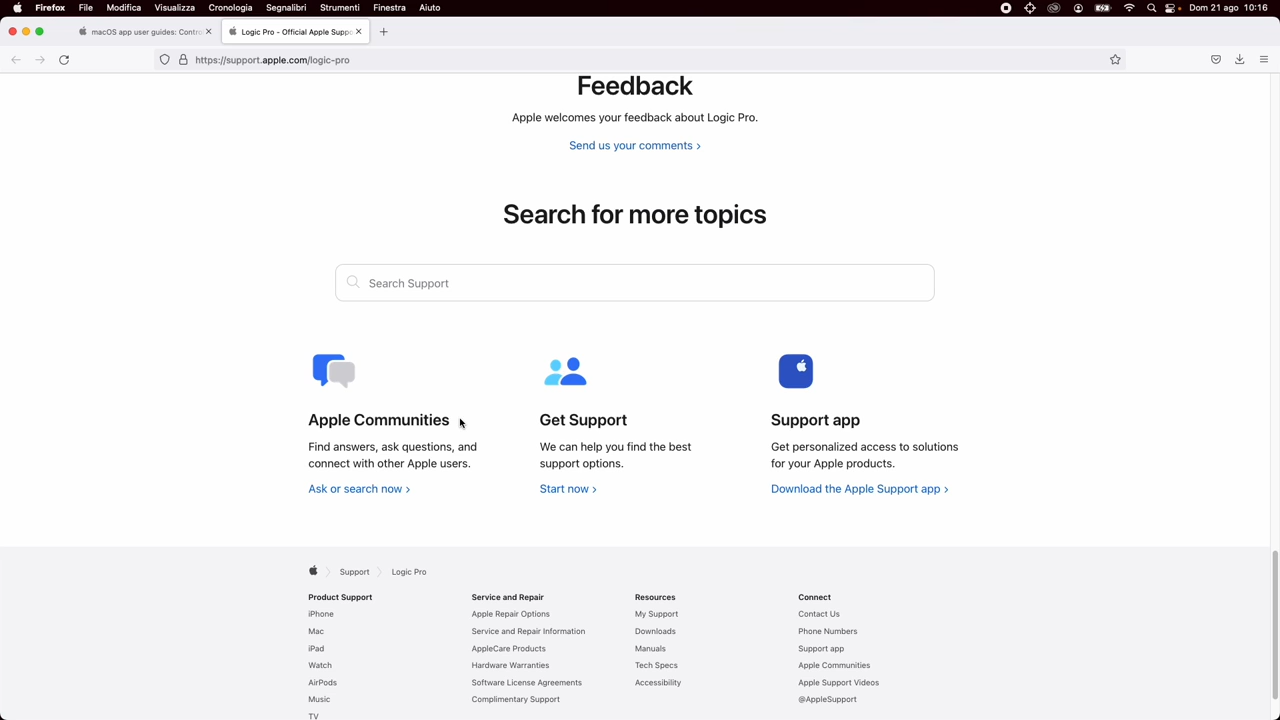 Firefox File Modifica Visualizza Cronologia Segnalibri Strumenti Finestra Aiuto Dom 21 ago 10:16
macOS app user guides: Contro Logic Pro - Official Apple Suppo
https://support.apple.com/logic-pro
Feedback
Apple welcomes your feedback about Logic Pro.
Send us your comments ›
Search for more topics
Search Support
Apple Communities
Find answers, ask questions, and
connect with other Apple users.
Ask or search now ›
Get Support
We can help you find the best
support options.
Start now ›
Support app
Get personalized access to solutions
for your Apple products.
Download the Apple Support app ›
Support Logic Pro
Product Support
iPhone
Mac
iPad
Watch
AirPods
Music
TV
Service and Repair
Apple Repair Options
Service and Repair Information
AppleCare Products
Hardware Warranties
Software License Agreements
Complimentary Support
Resources
My Support
Downloads
Manuals
Tech Specs
Accessibility
Connect
Contact Us
Phone Numbers
Support app
Apple Communities
Apple Support Videos
@AppleSupport